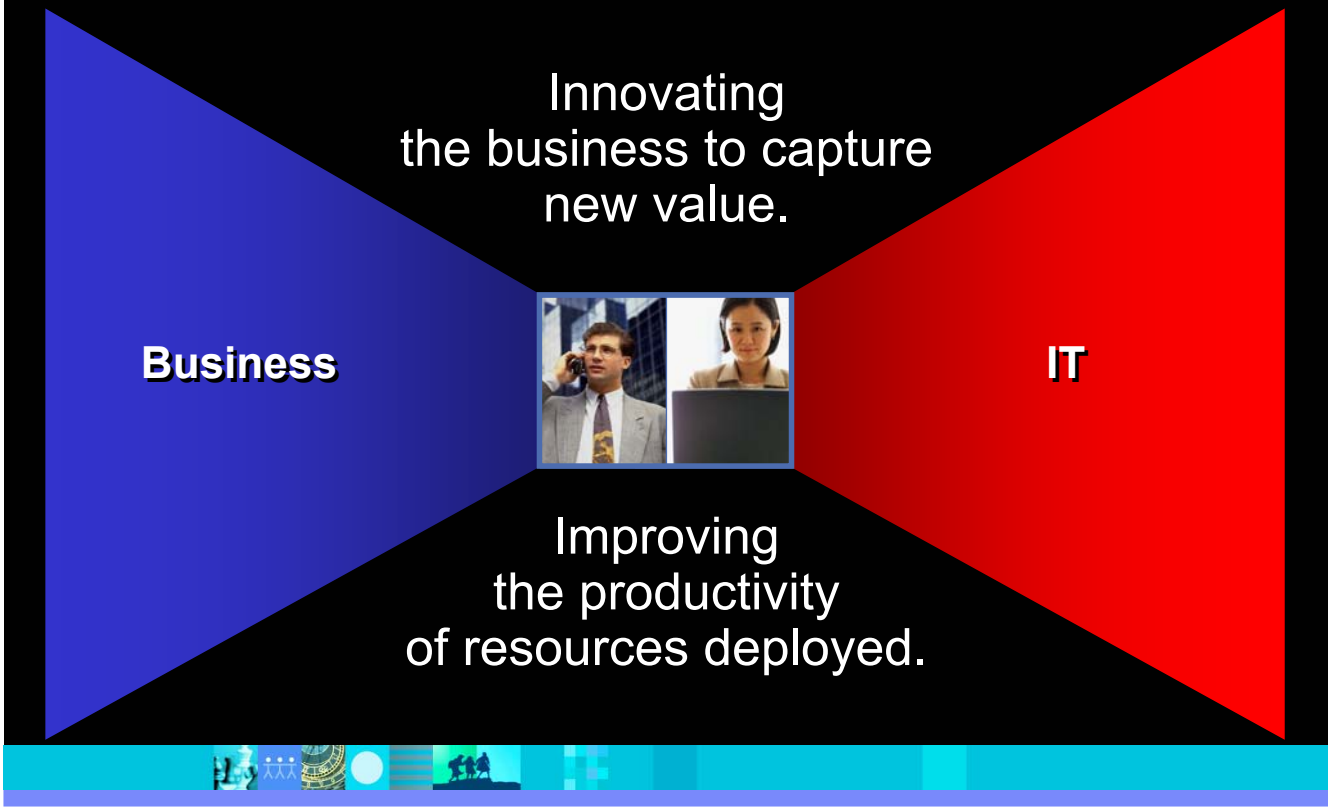 Innovating
the business to capture
new value.
Business
IT
Improving
the productivity
of resources deployed.